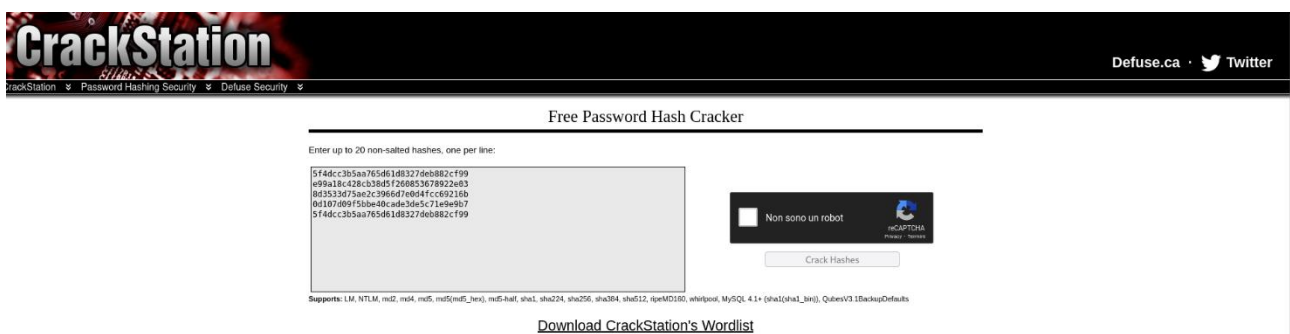 CrackStation
Defuse.ca · Twitter
CrackStation Password Hashing Security Defuse Security
Free Password Hash Cracker
Enter up to 20 non-salted hashes, one per line:
5f4dcc3b5aa765d61d8327deb882cf99
e99a18c428cb38d5f260853678922e03
8d3533d75ae2c3966d7e0d4fcc69216b
0d107d09f5bbe40cade3de5c71e9e9b7
5f4dcc3b5aa765d61d8327deb882cf99
Non sono un robot
reCAPTCHA
Privacy - Termini
Crack Hashes
Supports: LM, NTLM, md2, md4, md5, md5(md5_hex), md5-half, sha1, sha224, sha256, sha384, sha512, ripeMD160, whirlpool, MySQL 4.1+ (sha1(sha1_bin)), QubesV3.1BackupDefaults
Download CrackStation's Wordlist